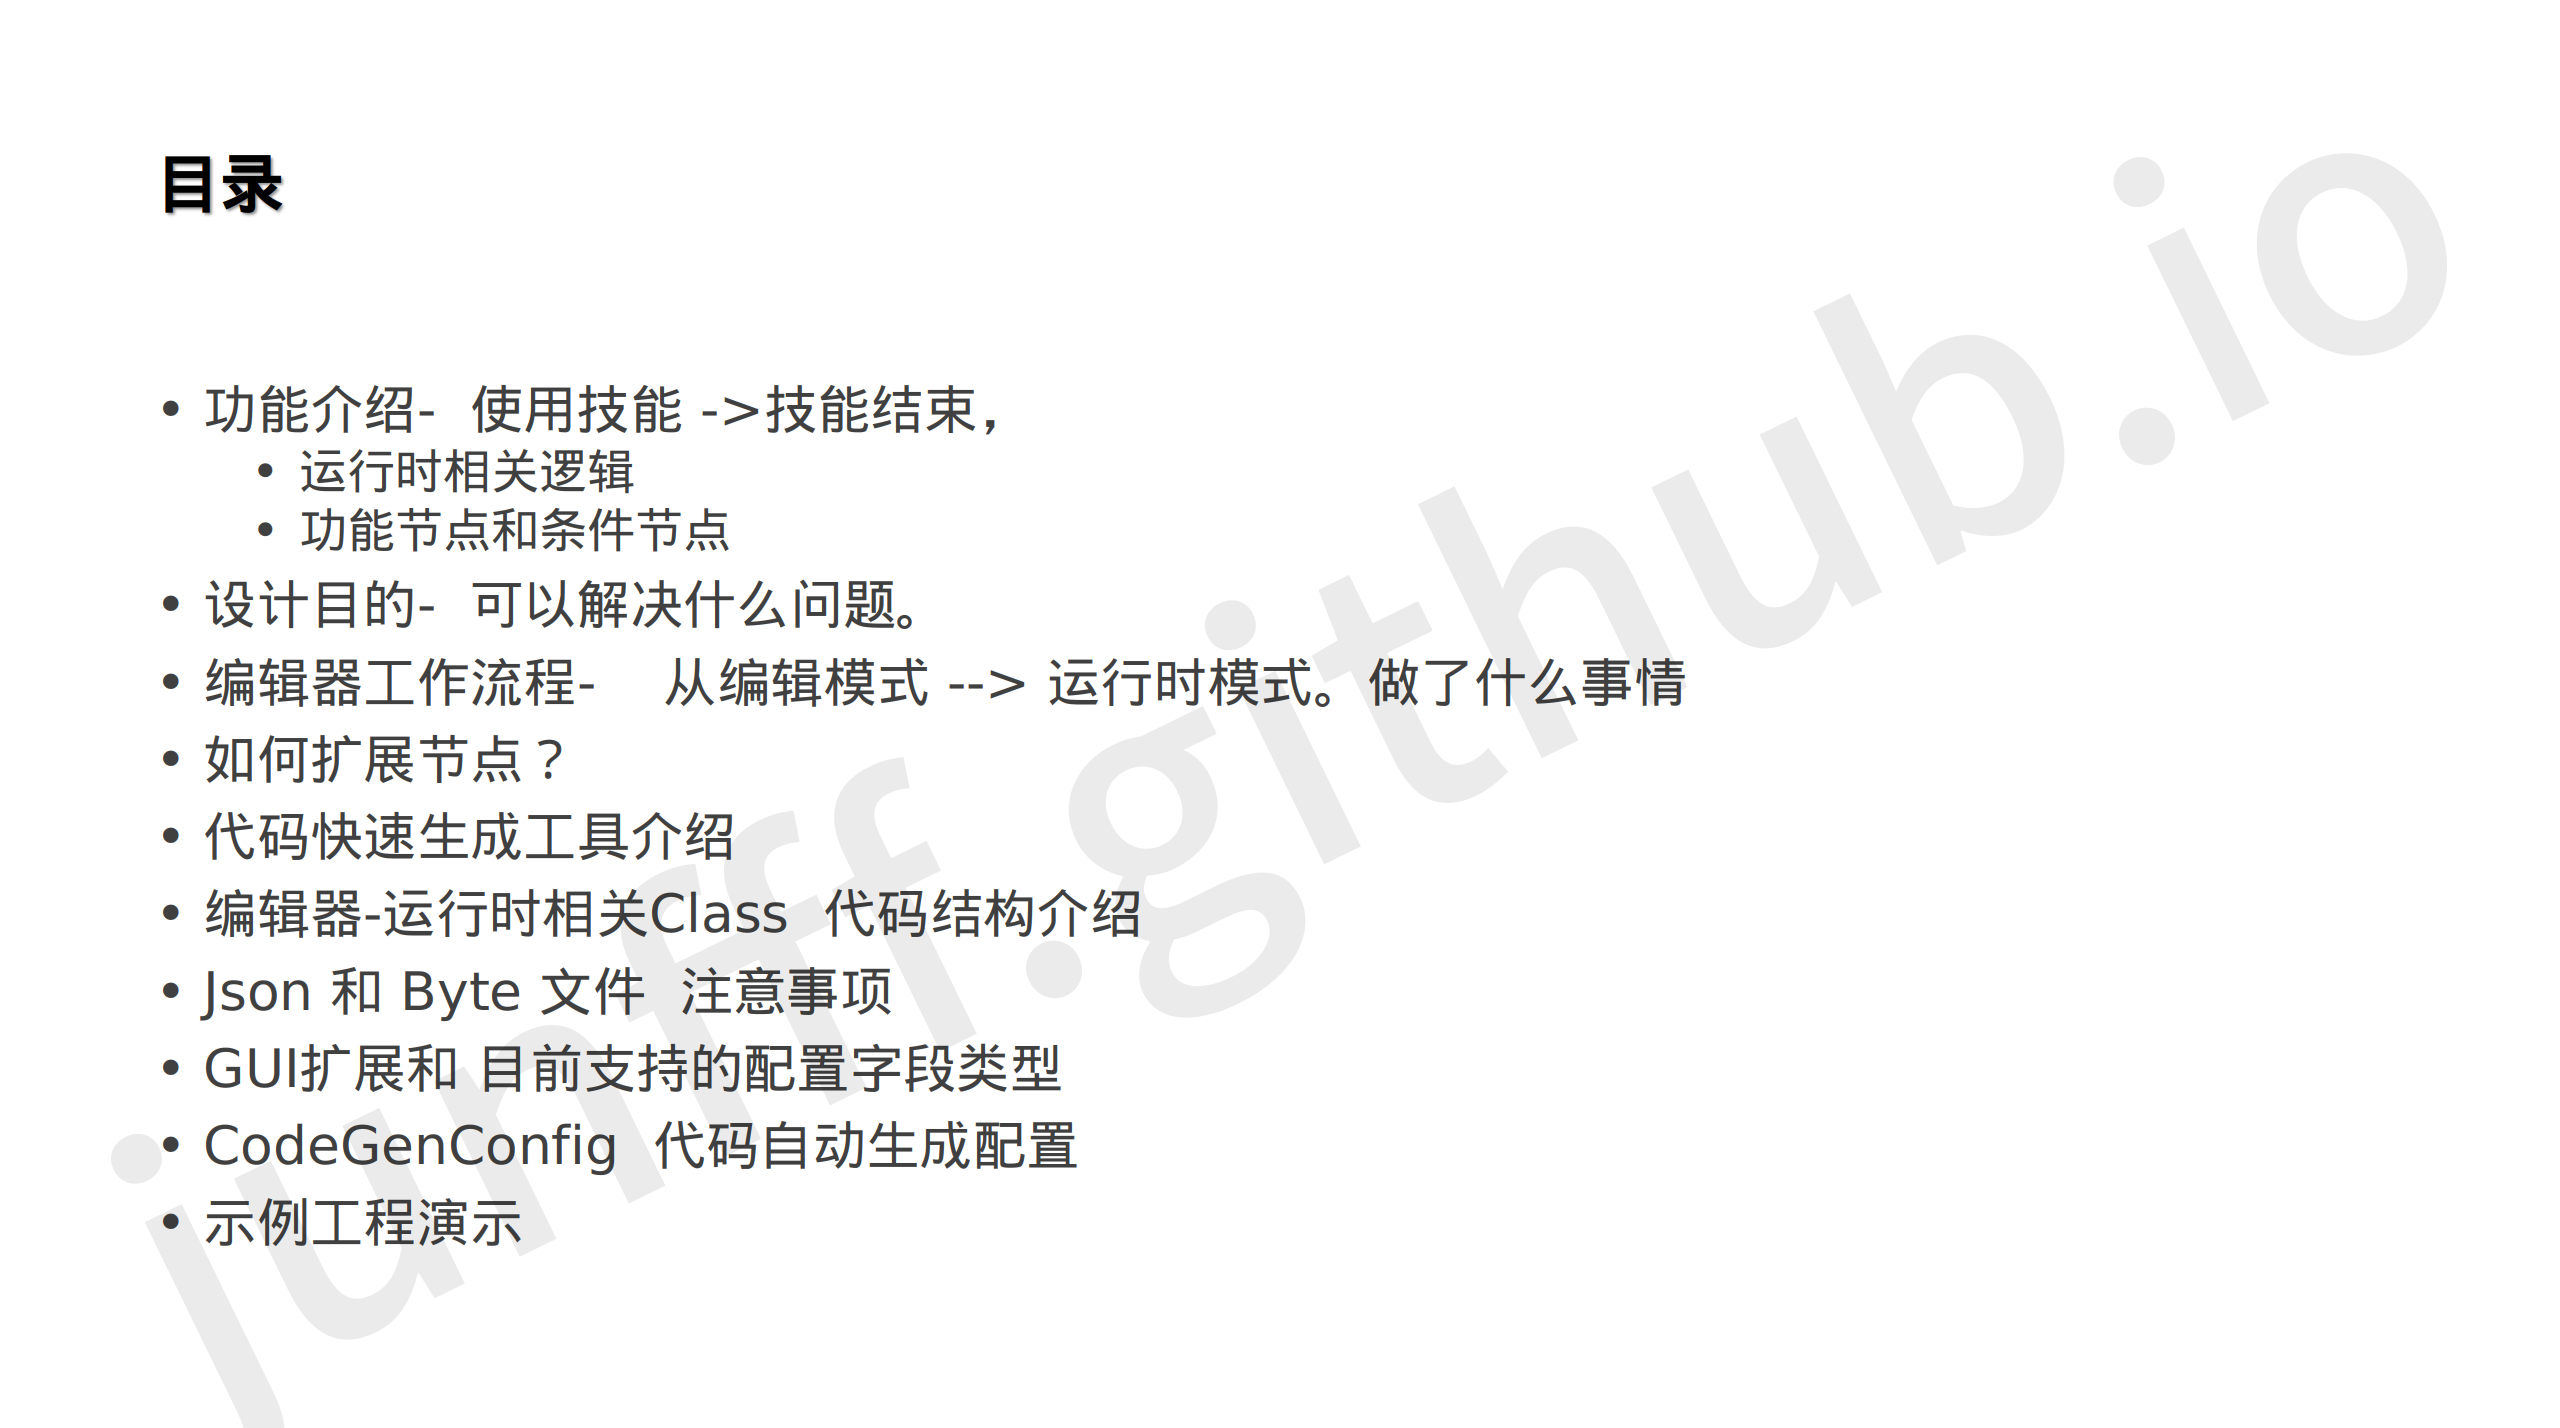 目录
• 功能介绍-  使用技能 ->技能结束，
• 运行时相关逻辑
• 功能节点和条件节点
• 设计目的-  可以解决什么问题。
• 编辑器工作流程-    从编辑模式 --> 运行时模式。做了什么事情
• 如何扩展节点？
• 代码快速生成工具介绍
• 编辑器-运行时相关Class  代码结构介绍
• Json 和 Byte 文件  注意事项
• GUI扩展和 目前支持的配置字段类型
• CodeGenConfig  代码自动生成配置
• 示例工程演示
junfff.github.io